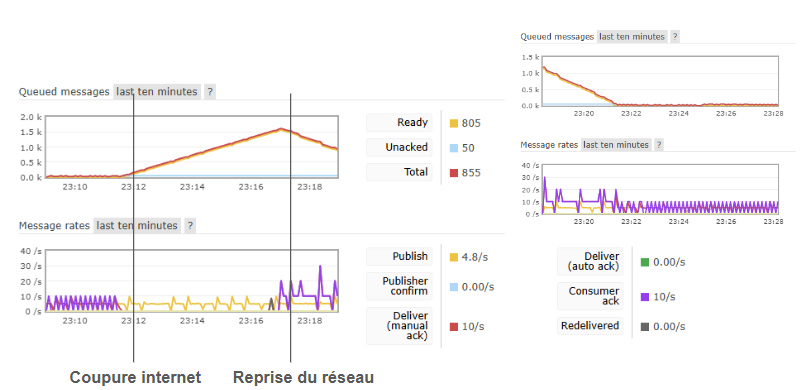 Queued messages last ten minutes ?
2.0 k
1.5 k
1.0 k
0.5 k
0.0 k
23:10 23:12 23:14 23:16 23:18
Ready 805
Unacked 50
Total 855
Message rates last ten minutes ?
40 /s
30 /s
20 /s
10 /s
0 /s
23:10 23:12 23:14 23:16 23:18
Publish 4.8/s
Publisher
confirm 0.00/s
Deliver
(manual
ack) 10/s
Coupure internet Reprise du réseau
Queued messages last ten minutes ?
1.5 k
1.0 k
0.5 k
0.0 k
23:20 23:22 23:24 23:26 23:28
Message rates last ten minutes ?
40 /s
30 /s
20 /s
10 /s
0 /s
23:20 23:22 23:24 23:26 23:28
Deliver
(auto ack) 0.00/s
Consumer
ack 10/s
Redelivered 0.00/s